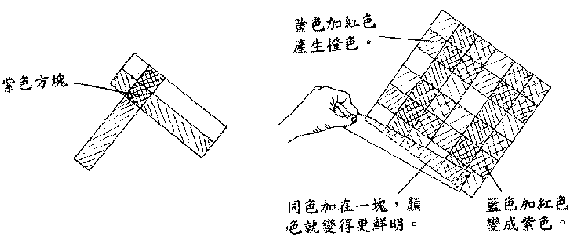 紫色方塊
黃色加紅色
產生橙色。
同色加在一塊，顏
色就變得更鮮明。
藍色加紅色
變成紫色。